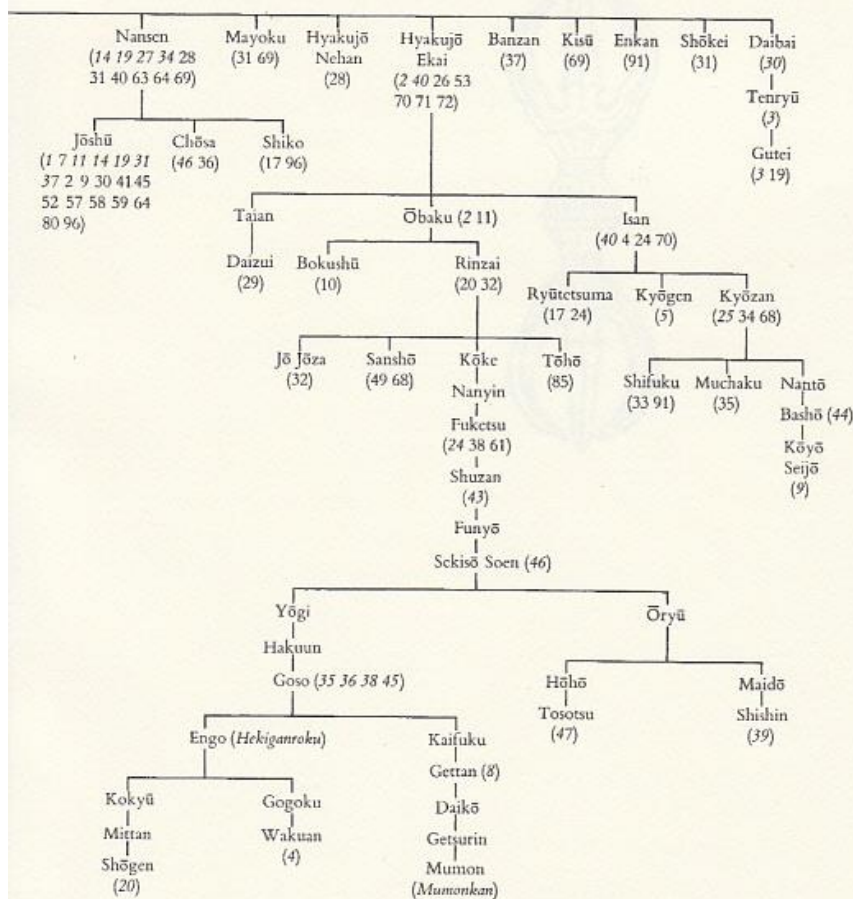 Nansen Mayoku Hyakujō Hyakujō Banzan Kisū Enkan Shōkei Daibai
(14 19 27 34 28 (31 69) Nehan Ekai (37) (69) (91) (31) (30)
31 40 63 64 69) (28) (2 40 26 53 Tenryū
70 71 72) (3)
Jōshū Chōsa Shiko Gutei
(1 7 11 14 19 31 (46 36) (17 96) (3 19)
37 2 9 30 41 45
52 57 58 59 64
80 96)
Taian Ōbaku (2 11) Isan
(40 4 24 70)
Daizui Bokushū Rinzai
(29) (10) (20 32)
Ryūtetsuma Kyōgen Kyōzan
(17 24) (5) (25 34 68)
Jō Jōza Sanshō Kōke Tōhō
(32) (49 68) (85)
Shifuku Muchaku Nantō
(33 91) (35)
Nanyin
Bashō (44)
Fuketsu
(24 38 61)
Kōyō
Seijō
(9)
Shuzan
(43)
Funyō
Sekisō Soen (46)
Yōgi Ōryū
Hakuun
Goso (35 36 38 45) Hōhō Maidō
Tosotsu Shishin
(47) (39)
Engo (Hekiganroku) Kaifuku
Gettan (8)
Kokyū Gogoku Daikō
Mittan Wakuan Getsurin
(4)
Shōgen Mumon
(20) (Mumonkan)